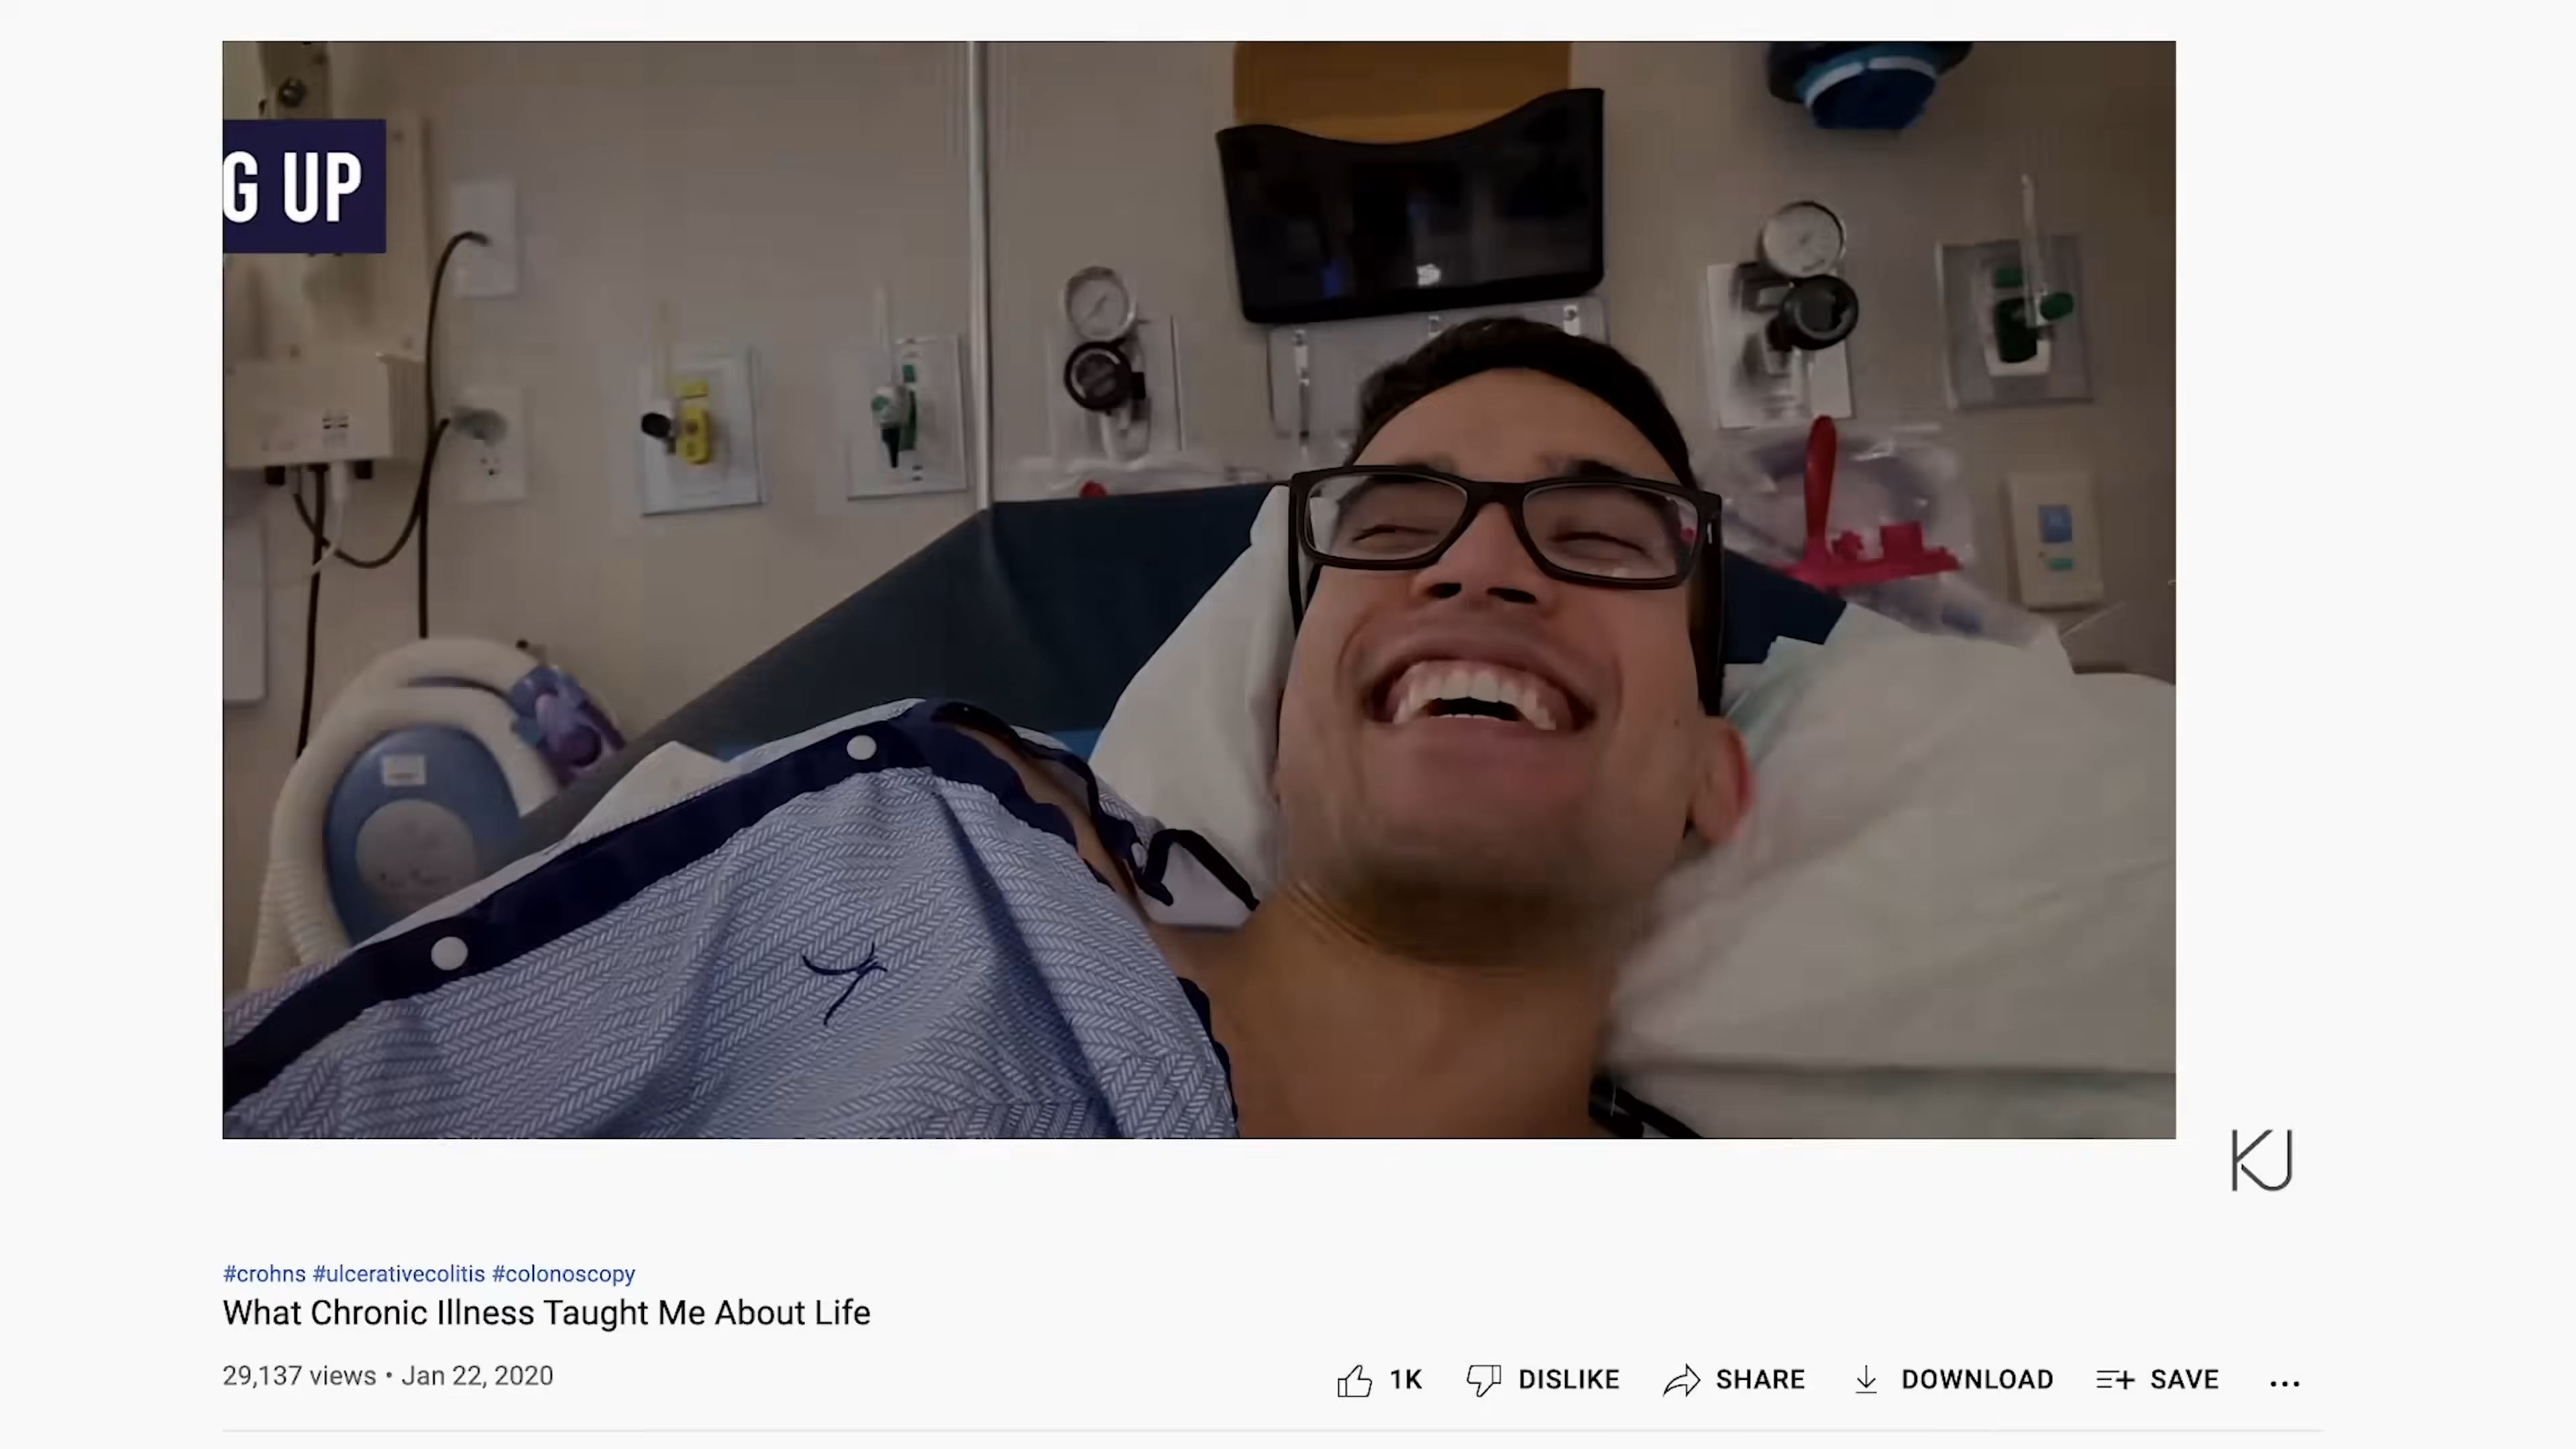 G UP
KJ
#crohns #ulcerativecolitis #colonoscopy
What Chronic Illness Taught Me About Life
29,137 views • Jan 22, 2020
1K DISLIKE SHARE DOWNLOAD SAVE ...